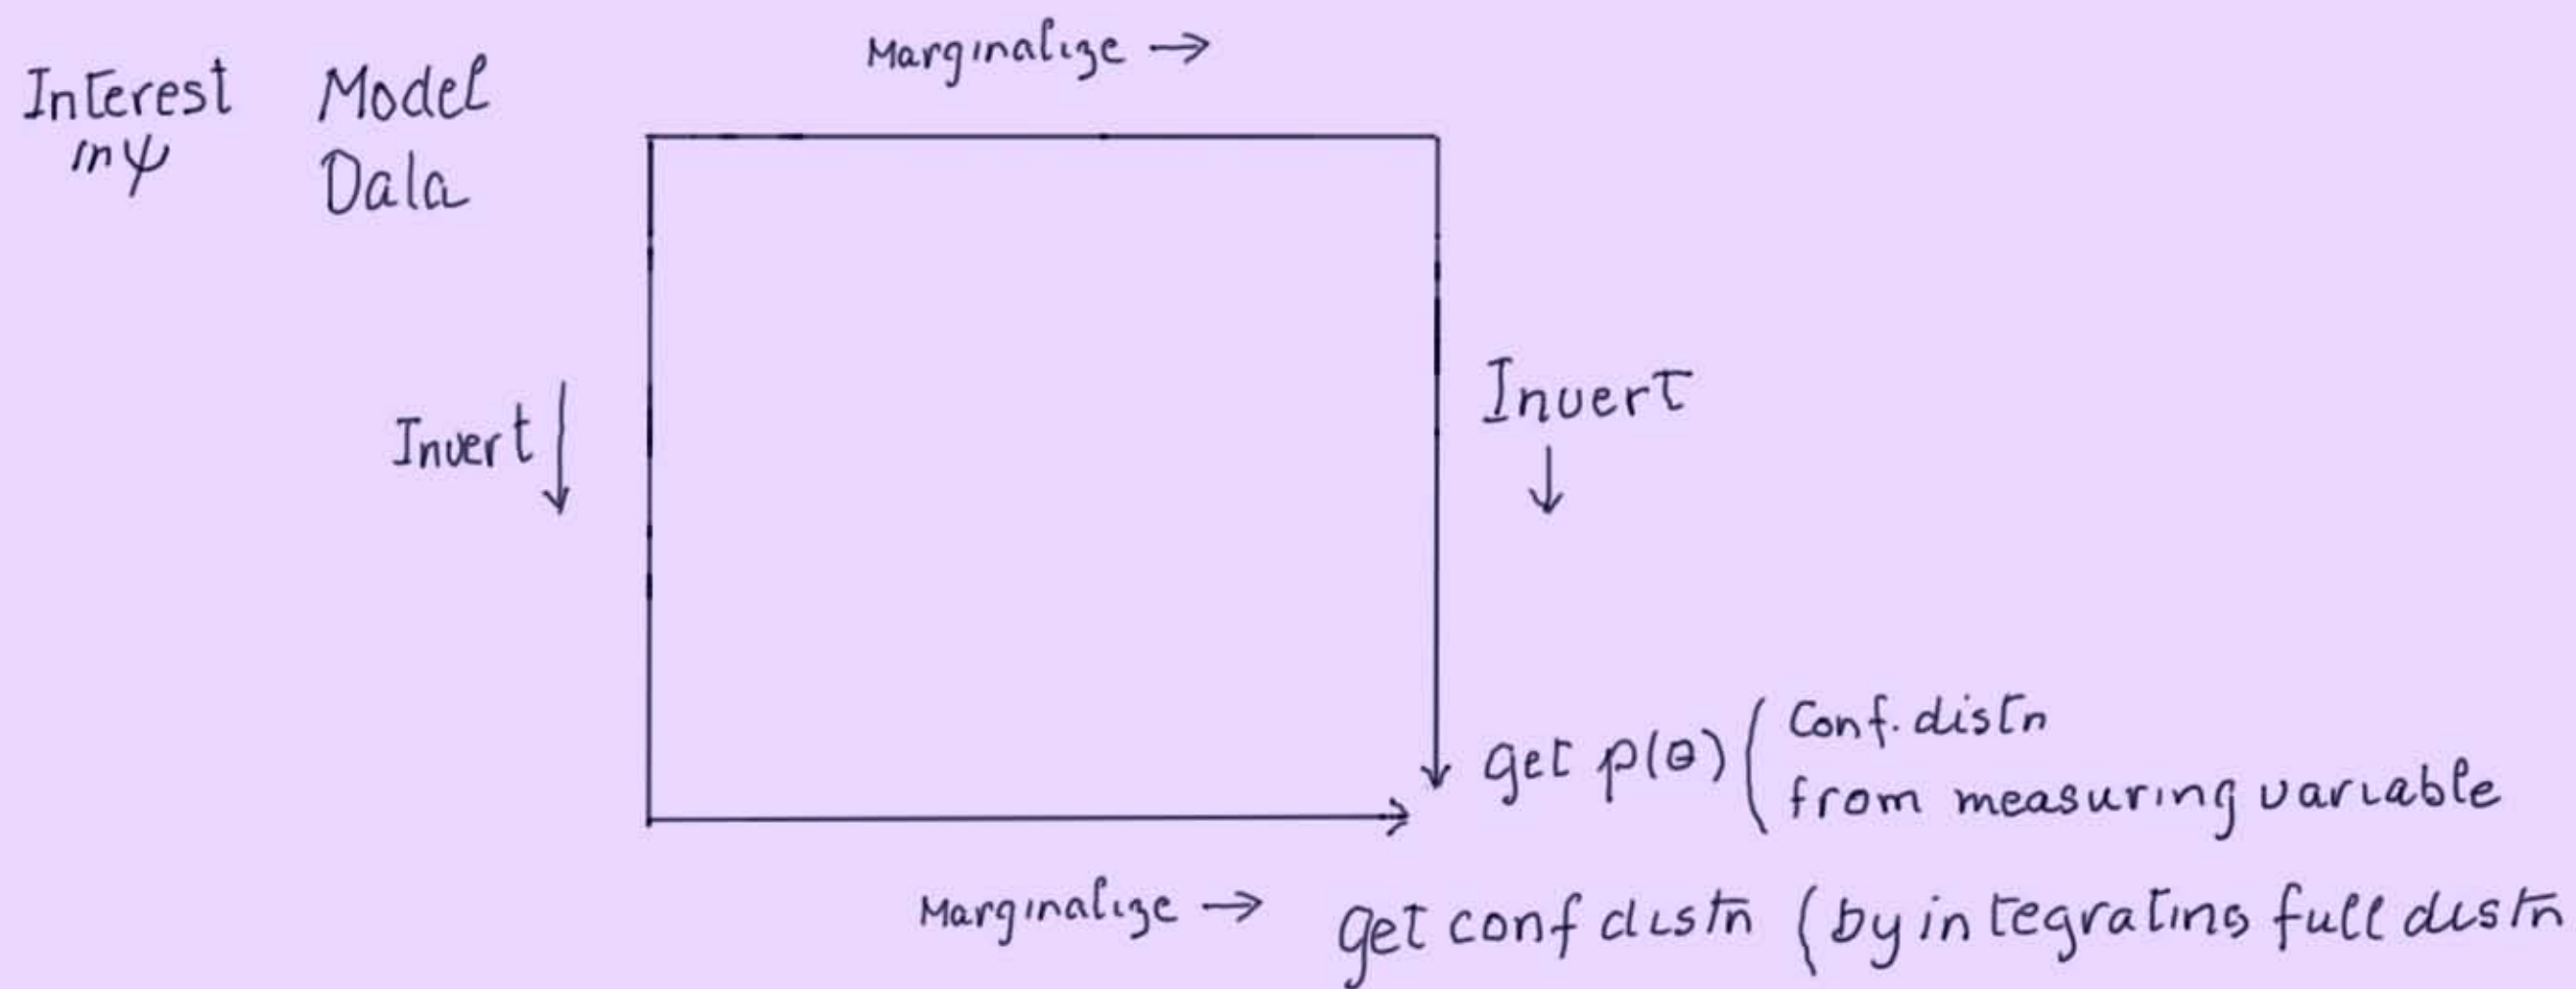 Marginalize →
Interest Model
in ψ Data
Invert ↓
Invert
↓
get p(θ) ( Conf. distn
from measuring variable
Marginalize → get conf distn ( by integrating full distn